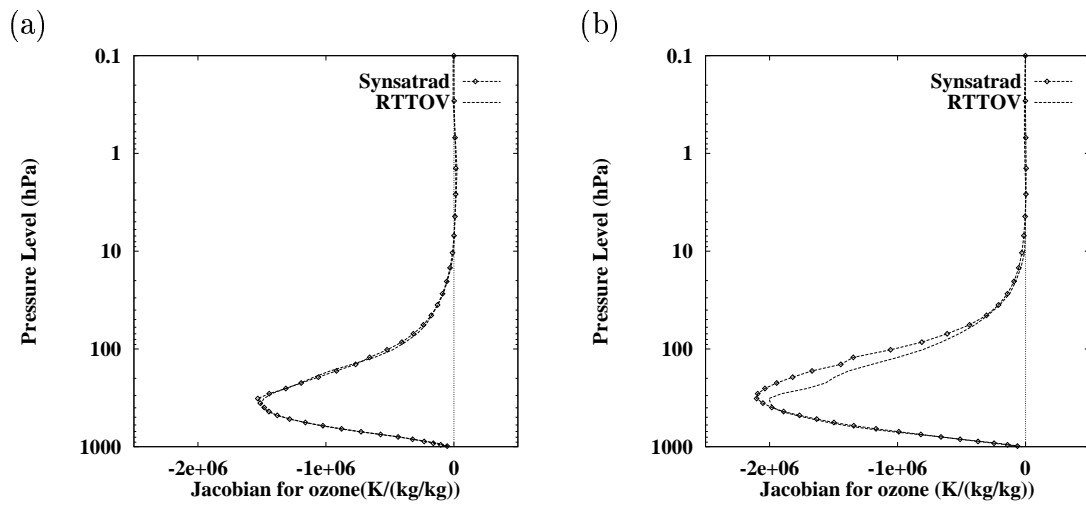 (a)
0.1
1
10
100
1000
Pressure Level (hPa)
Synsatrad
RTTOV
-2e+06
-1e+06
0
Jacobian for ozone(K/(kg/kg))
(b)
0.1
1
10
100
1000
Pressure Level (hPa)
Synsatrad
RTTOV
-2e+06
-1e+06
0
Jacobian for ozone (K/(kg/kg))